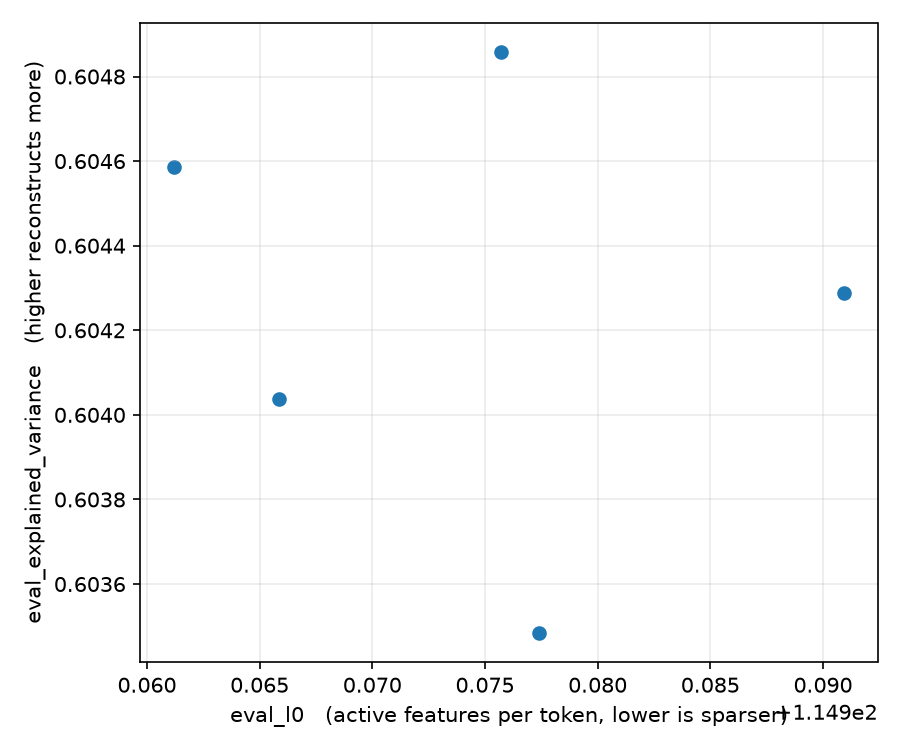 eval_explained_variance (higher reconstructs more)
0.6048
0.6046
0.6044
0.6042
0.6040
0.6038
0.6036
0.060 0.065 0.070 0.075 0.080 0.085 0.090
eval_l0 (active features per token, lower is sparser)
+1.149e2